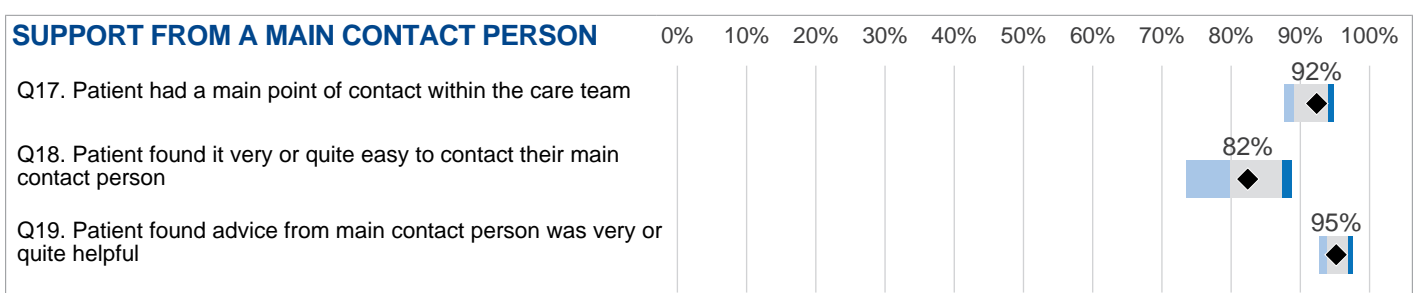 SUPPORT FROM A MAIN CONTACT PERSON 0% 10% 20% 30% 40% 50% 60% 70% 80% 90% 100%
92%
Q17. Patient had a main point of contact within the care team
82%
Q18. Patient found it very or quite easy to contact their main
contact person
95%
Q19. Patient found advice from main contact person was very or
quite helpful